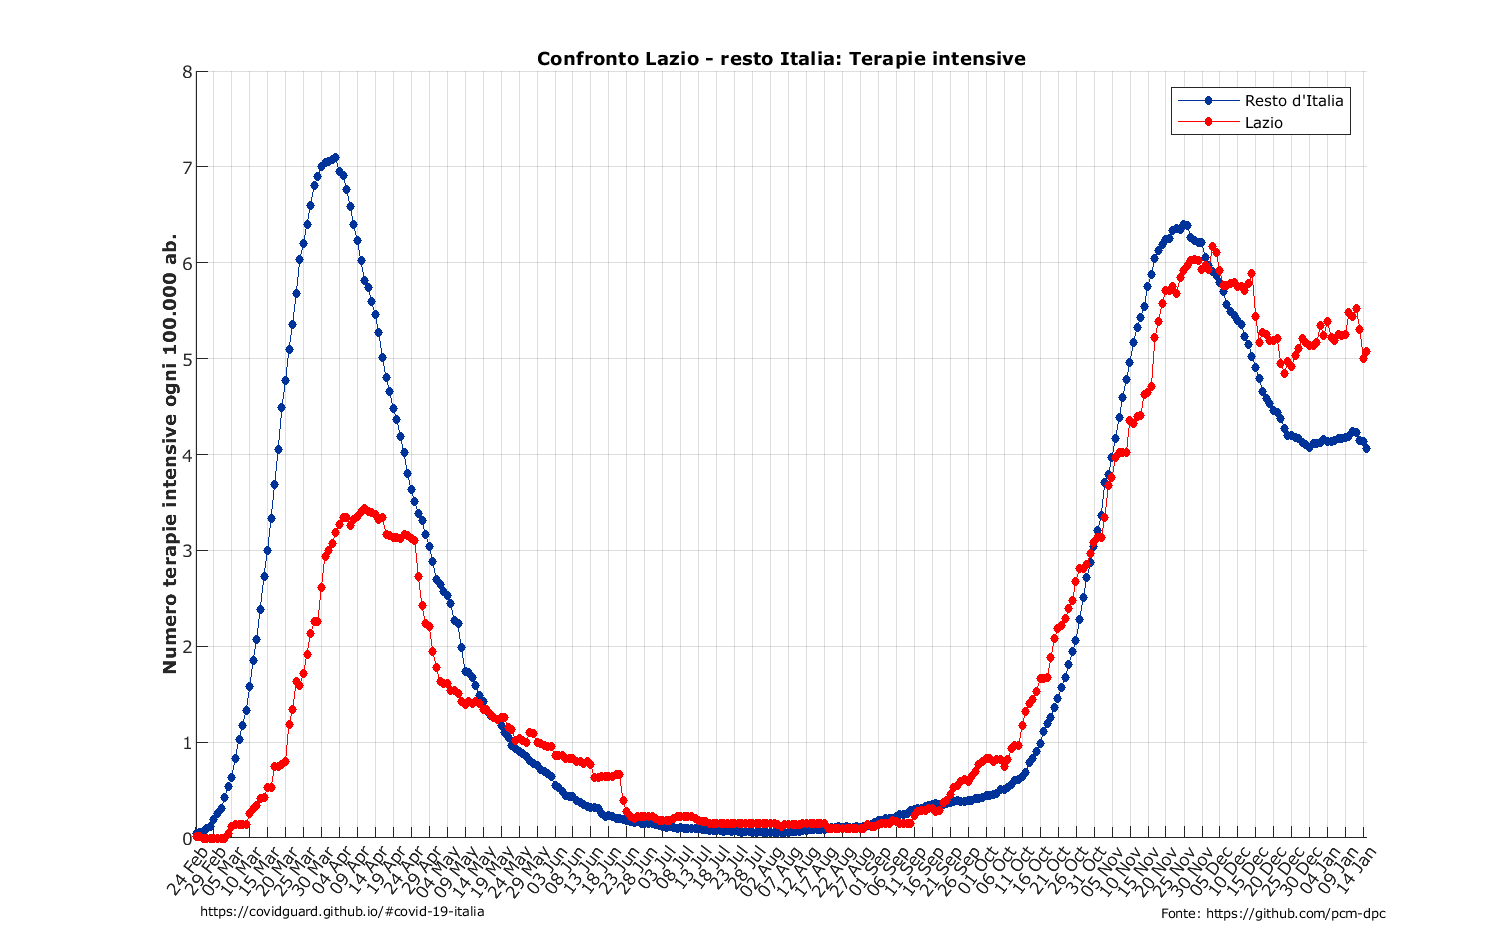 Confronto Lazio - resto Italia: Terapie intensive
Resto d'Italia
Lazio
Numero terapie intensive ogni 100.000 ab.
8
7
6
5
4
3
2
1
0
24 Feb
29 Feb
05 Mar
10 Mar
15 Mar
20 Mar
25 Mar
30 Mar
04 Apr
09 Apr
14 Apr
19 Apr
24 Apr
29 Apr
04 May
09 May
14 May
19 May
24 May
29 May
03 Jun
08 Jun
13 Jun
18 Jun
23 Jun
28 Jun
03 Jul
08 Jul
13 Jul
18 Jul
23 Jul
28 Jul
02 Aug
07 Aug
12 Aug
17 Aug
22 Aug
27 Aug
01 Sep
06 Sep
11 Sep
16 Sep
21 Sep
26 Sep
01 Oct
06 Oct
11 Oct
16 Oct
21 Oct
26 Oct
31 Oct
05 Nov
10 Nov
15 Nov
20 Nov
25 Nov
30 Nov
05 Dec
10 Dec
15 Dec
20 Dec
25 Dec
30 Dec
04 Jan
09 Jan
14 Jan
https://covidguard.github.io/#covid-19-italia
Fonte: https://github.com/pcm-dpc